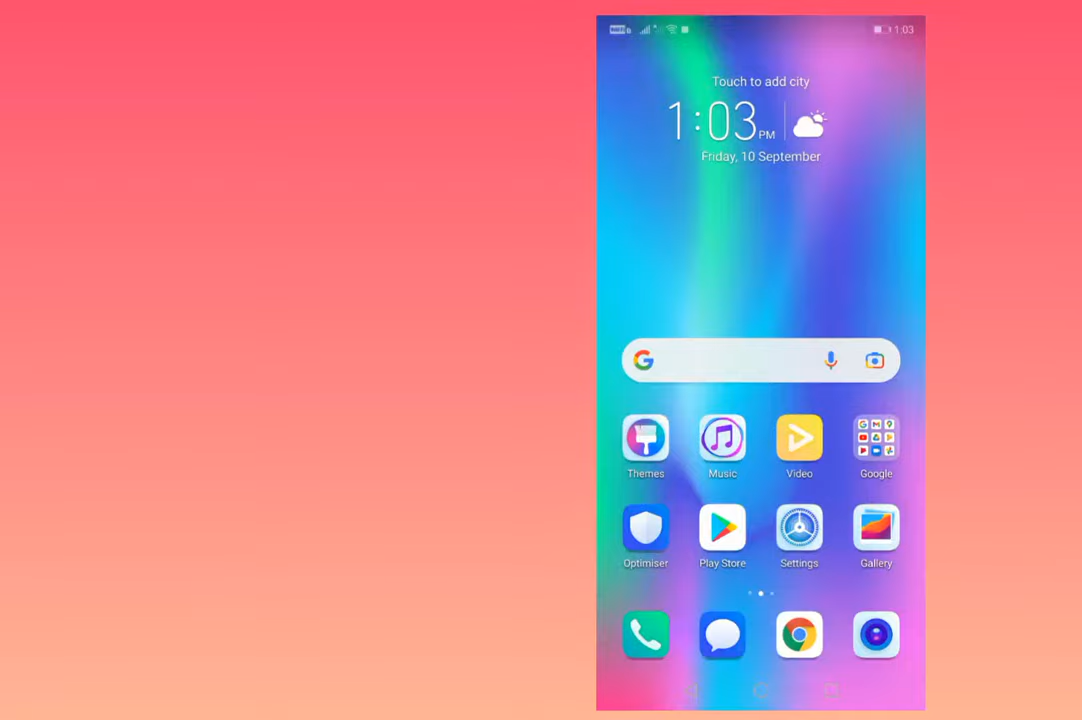 1:03
Touch to add city
1:03 PM
Friday, 10 September
Themes Music Video Google
Optimiser Play Store Settings Gallery